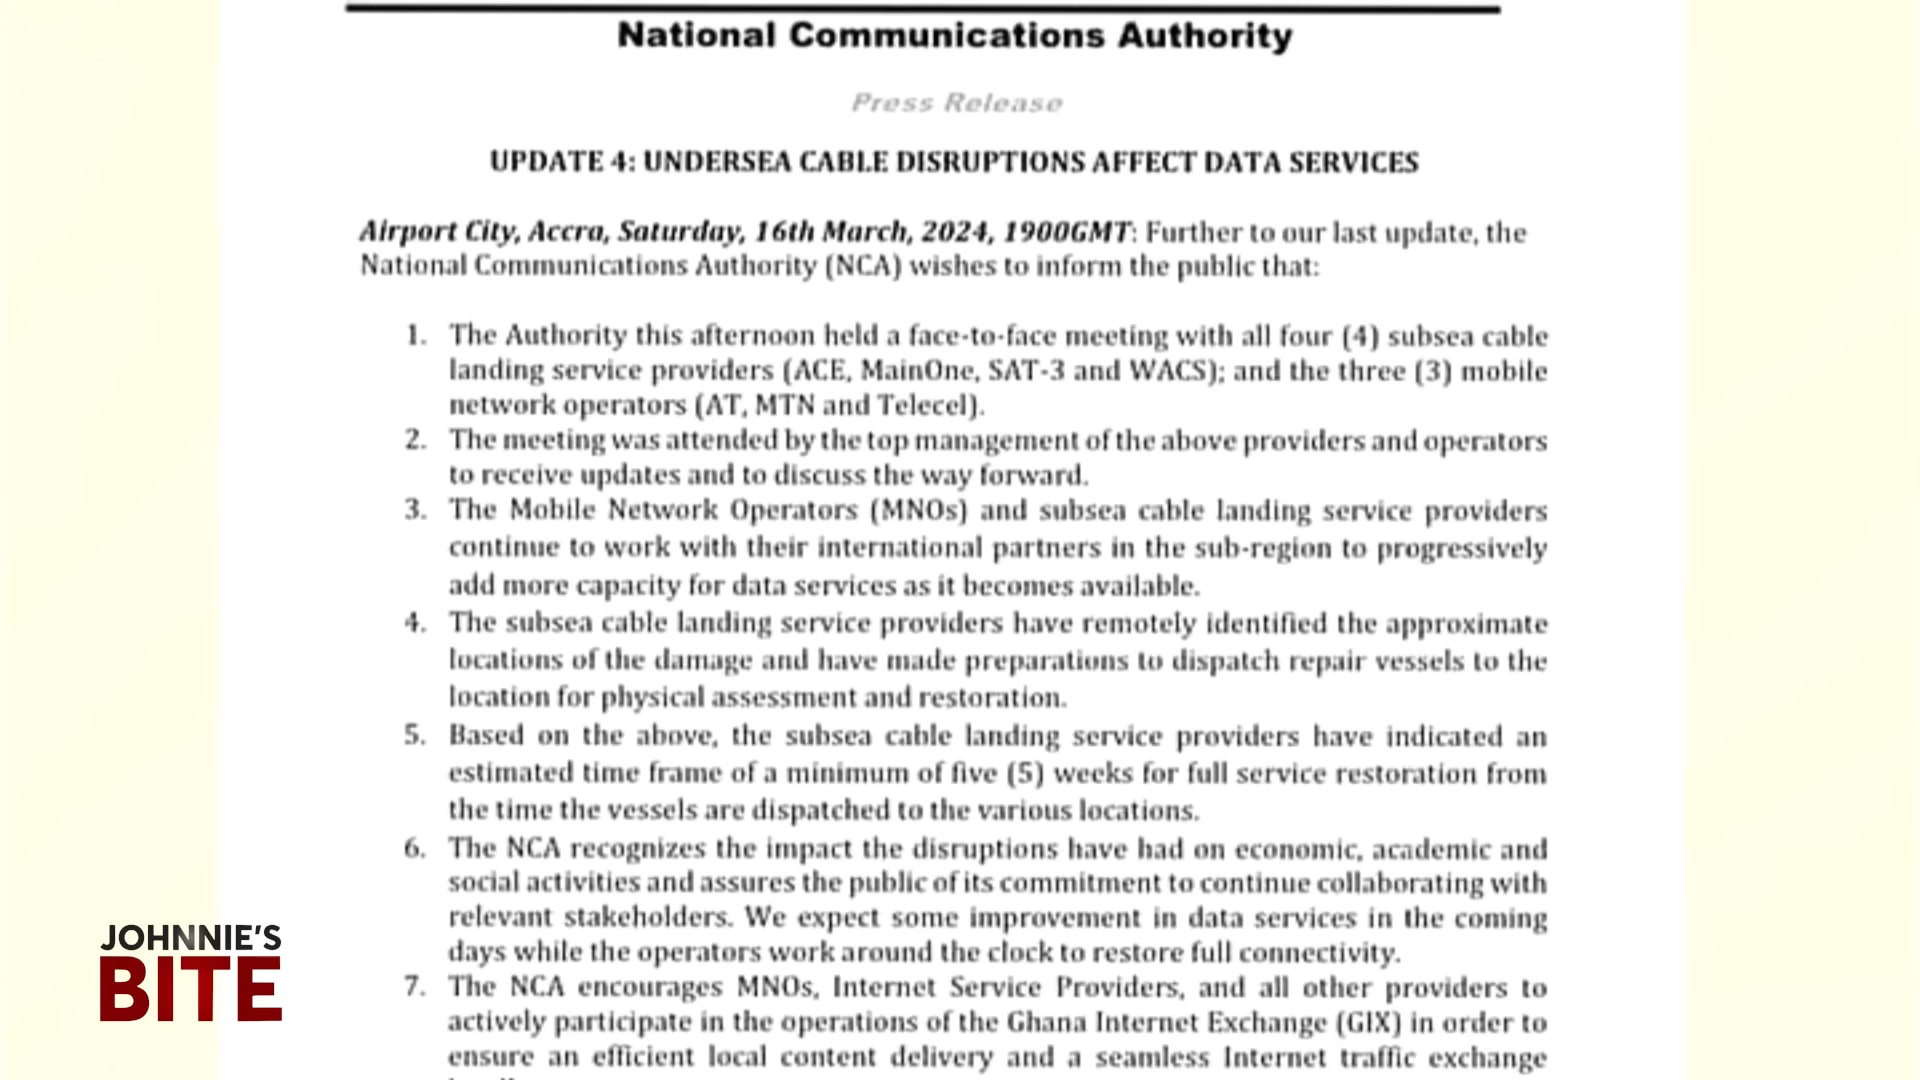 National Communications Authority
Press Release
UPDATE 4: UNDERSEA CABLE DISRUPTIONS AFFECT DATA SERVICES
Airport City, Accra, Saturday, 16th March, 2024, 1900GMT: Further to our last update, the
National Communications Authority (NCA) wishes to inform the public that:
1. The Authority this afternoon held a face-to-face meeting with all four (4) subsea cable
landing service providers (ACE, MainOne, SAT-3 and WACS); and the three (3) mobile
network operators (AT, MTN and Telecel).
2. The meeting was attended by the top management of the above providers and operators
to receive updates and to discuss the way forward.
3. The Mobile Network Operators (MNOs) and subsea cable landing service providers
continue to work with their international partners in the sub-region to progressively
add more capacity for data services as it becomes available.
4. The subsea cable landing service providers have remotely identified the approximate
locations of the damage and have made preparations to dispatch repair vessels to the
location for physical assessment and restoration.
5. Based on the above, the subsea cable landing service providers have indicated an
estimated time frame of a minimum of five (5) weeks for full service restoration from
the time the vessels are dispatched to the various locations.
6. The NCA recognizes the impact the disruptions have had on economic, academic and
social activities and assures the public of its commitment to continue collaborating with
relevant stakeholders. We expect some improvement in data services in the coming
days while the operators work around the clock to restore full connectivity.
7. The NCA encourages MNOs, Internet Service Providers, and all other providers to
actively participate in the operations of the Ghana Internet Exchange (GIX) in order to
ensure an efficient local content delivery and a seamless Internet traffic exchange
JOHNNIE'S
BITE